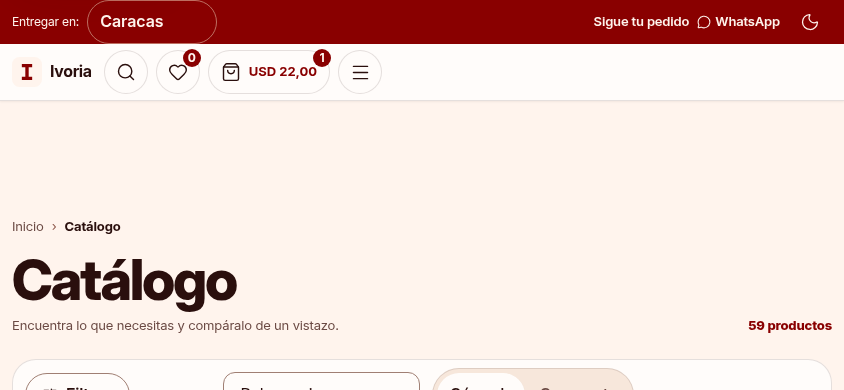 Entregar en: Caracas Sigue tu pedido WhatsApp
I Ivoria 0 USD 22,00 1
Inicio › Catálogo
Catálogo
Encuentra lo que necesitas y compáralo de un vistazo. 59 productos